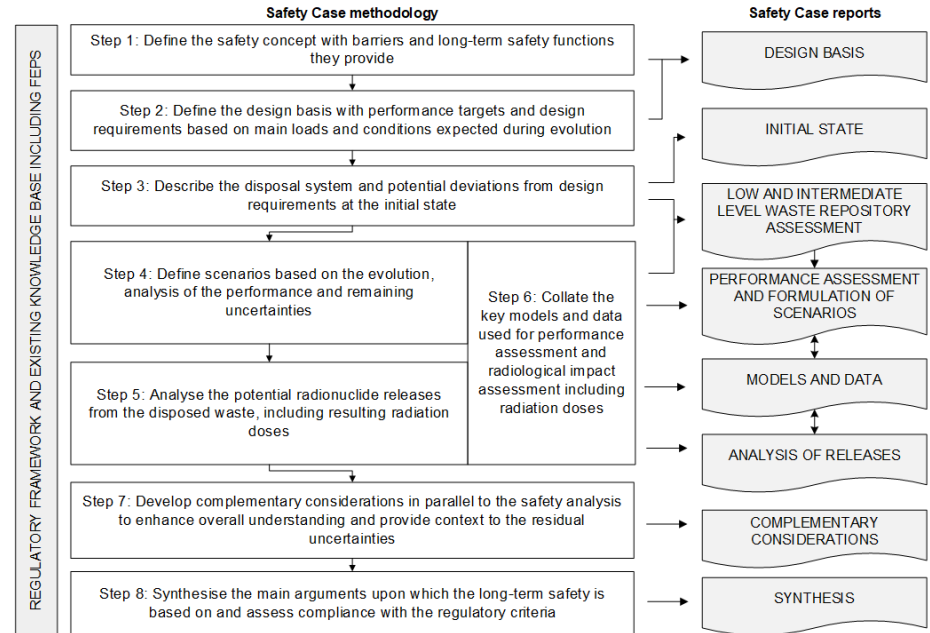 Safety Case methodology
Safety Case reports
REGULATORY FRAMEWORK AND EXISTING KNOWLEDGE BASE INCLUDING FEPS
Step 1: Define the safety concept with barriers and long-term safety functions
they provide
DESIGN BASIS
Step 2: Define the design basis with performance targets and design
requirements based on main loads and conditions expected during evolution
INITIAL STATE
Step 3: Describe the disposal system and potential deviations from design
requirements at the initial state
LOW AND INTERMEDIATE
LEVEL WASTE REPOSITORY
ASSESSMENT
Step 4: Define scenarios based on the evolution,
analysis of the performance and remaining
uncertainties
Step 6: Collate the
key models and data
used for performance
assessment and
radiological impact
assessment including
radiation doses
PERFORMANCE ASSESSMENT
AND FORMULATION OF
SCENARIOS
Step 5: Analyse the potential radionuclide releases
from the disposed waste, including resulting radiation
doses
MODELS AND DATA
ANALYSIS OF RELEASES
Step 7: Develop complementary considerations in parallel to the safety analysis
to enhance overall understanding and provide context to the residual
uncertainties
COMPLEMENTARY
CONSIDERATIONS
Step 8: Synthesise the main arguments upon which the long-term safety is
based on and assess compliance with the regulatory criteria
SYNTHESIS